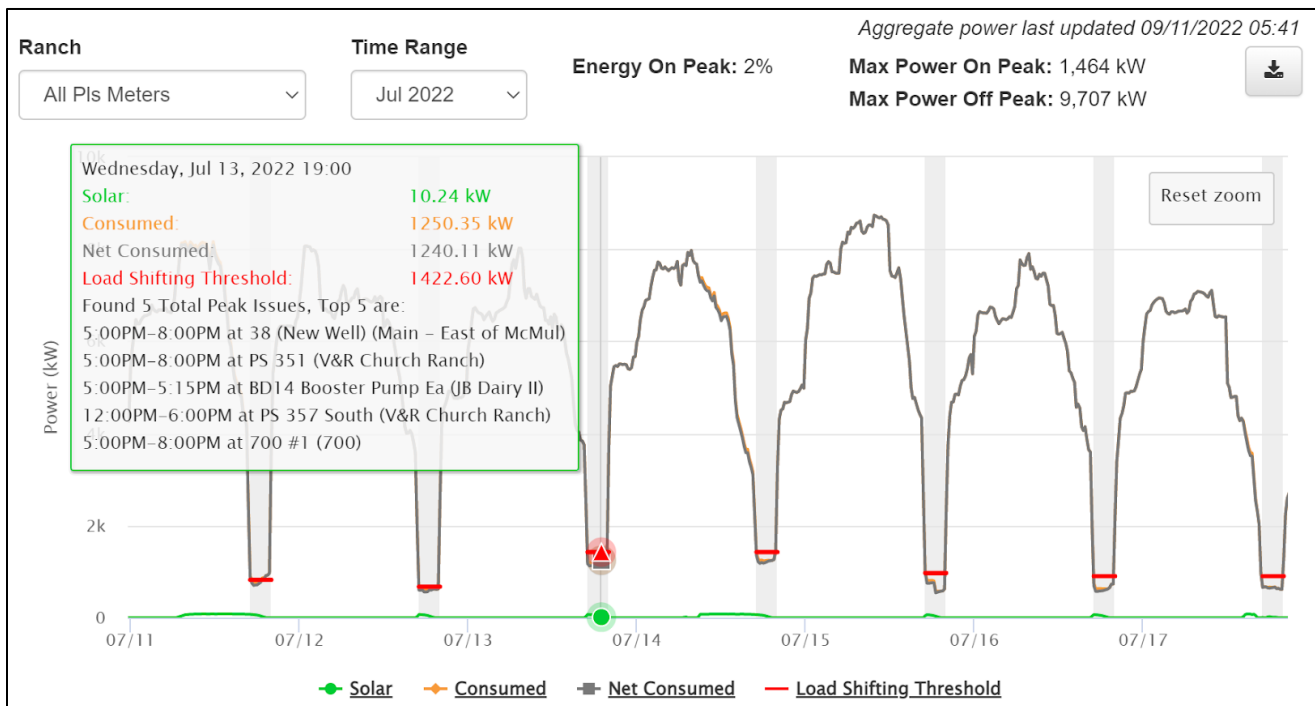 Aggregate power last updated 09/11/2022 05:41
Ranch
Time Range
Energy On Peak: 2%
Max Power On Peak: 1,464 kW
All Pls Meters
Jul 2022
Max Power Off Peak: 9,707 kW
10k
Wednesday, Jul 13, 2022 19:00
Solar: 10.24 kW
Reset zoom
Consumed: 1250.35 kW
Net Consumed: 1240.11 kW
Load Shifting Threshold: 1422.60 kW
Found 5 Total Peak Issues, Top 5 are:
5:00PM–8:00PM at 38 (New Well) (Main – East of McMul)
5:00PM–8:00PM at PS 351 (V&R Church Ranch)
5:00PM–5:15PM at BD14 Booster Pump Ea (JB Dairy II)
12:00PM–6:00PM at PS 357 South (V&R Church Ranch)
5:00PM–8:00PM at 700 #1 (700)
Power (kW)
8k
6k
4k
2k
0
07/11 07/12 07/13 07/14 07/15 07/16 07/17
Solar Consumed Net Consumed Load Shifting Threshold